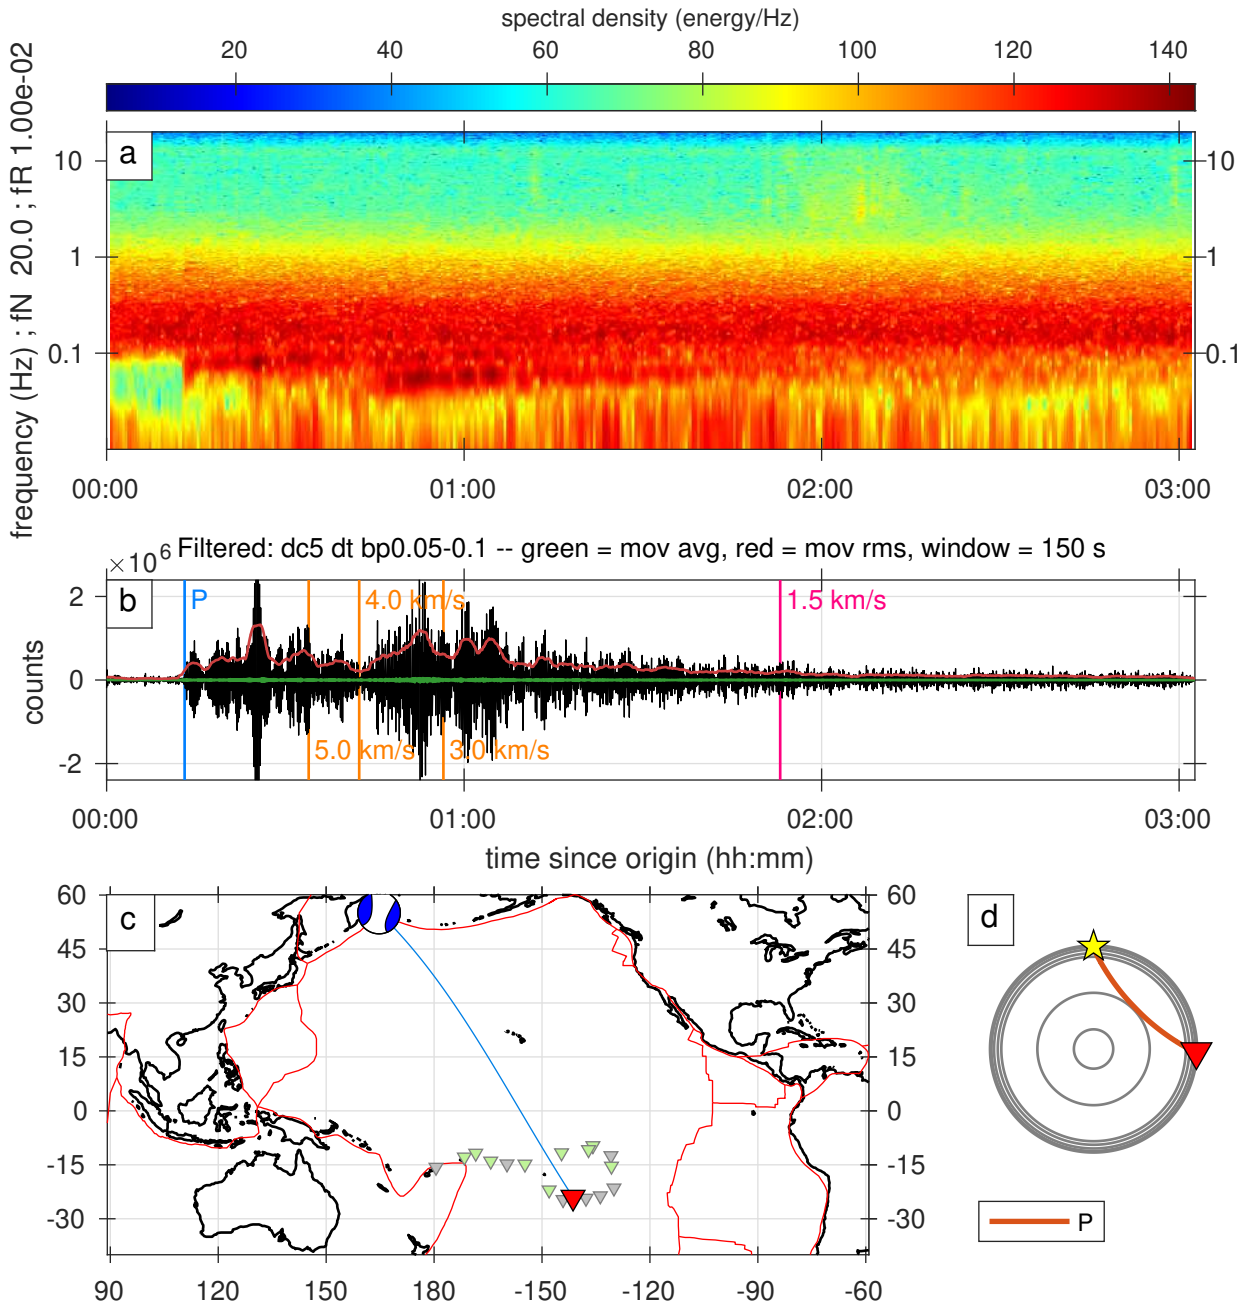 spectral density (energy/Hz)
20 40 60 80 100 120 140
frequency (Hz) ; fN 20.0 ; fR 1.00e-02
a
10 10
1 1
0.1 0.1
00:00 01:00 02:00 03:00
×10^6 Filtered: dc5 dt bp0.05-0.1 -- green = mov avg, red = mov rms, window = 150 s
b
counts
2
0
-2
P 4.0 km/s 1.5 km/s
5.0 km/s 3.0 km/s
00:00 01:00 02:00 03:00
time since origin (hh:mm)
c
60 60
45 45
30 30
15 15
0 0
-15 -15
-30 -30
90 120 150 180 -150 -120 -90 -60
d
P